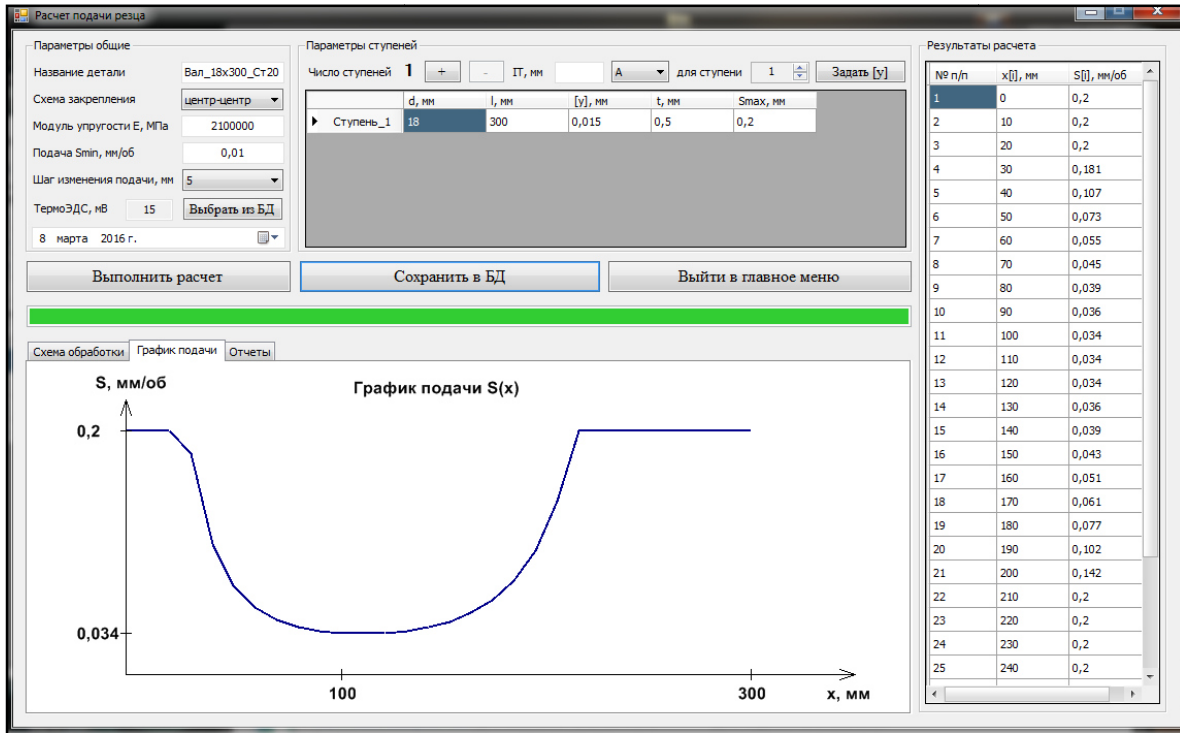 Расчет подачи резца
Параметры общие
Название детали Вал_18x300_Ст20
Схема закрепления центр-центр
Модуль упругости E, МПа 2100000
Подача Smin, мм/об 0,01
Шаг изменения подачи, мм 5
ТермоЭДС, мВ 15 Выбрать из БД
8 марта 2016 г.
Параметры ступеней
Число ступеней 1 + - IT, мм A для ступени 1 Задать [y]
d, мм l, мм [y], мм t, мм Smax, мм
Ступень_1 18 300 0,015 0,5 0,2
Выполнить расчет Сохранить в БД Выйти в главное меню
Схема обработки График подачи Отчеты
S, мм/об
График подачи S(x)
0,2
0,034
100 300 x, мм
Результаты расчета
№ п/п x[i], мм S[i], мм/об
1 0 0,2
2 10 0,2
3 20 0,2
4 30 0,181
5 40 0,107
6 50 0,073
7 60 0,055
8 70 0,045
9 80 0,039
10 90 0,036
11 100 0,034
12 110 0,034
13 120 0,034
14 130 0,036
15 140 0,039
16 150 0,043
17 160 0,051
18 170 0,061
19 180 0,077
20 190 0,102
21 200 0,142
22 210 0,2
23 220 0,2
24 230 0,2
25 240 0,2